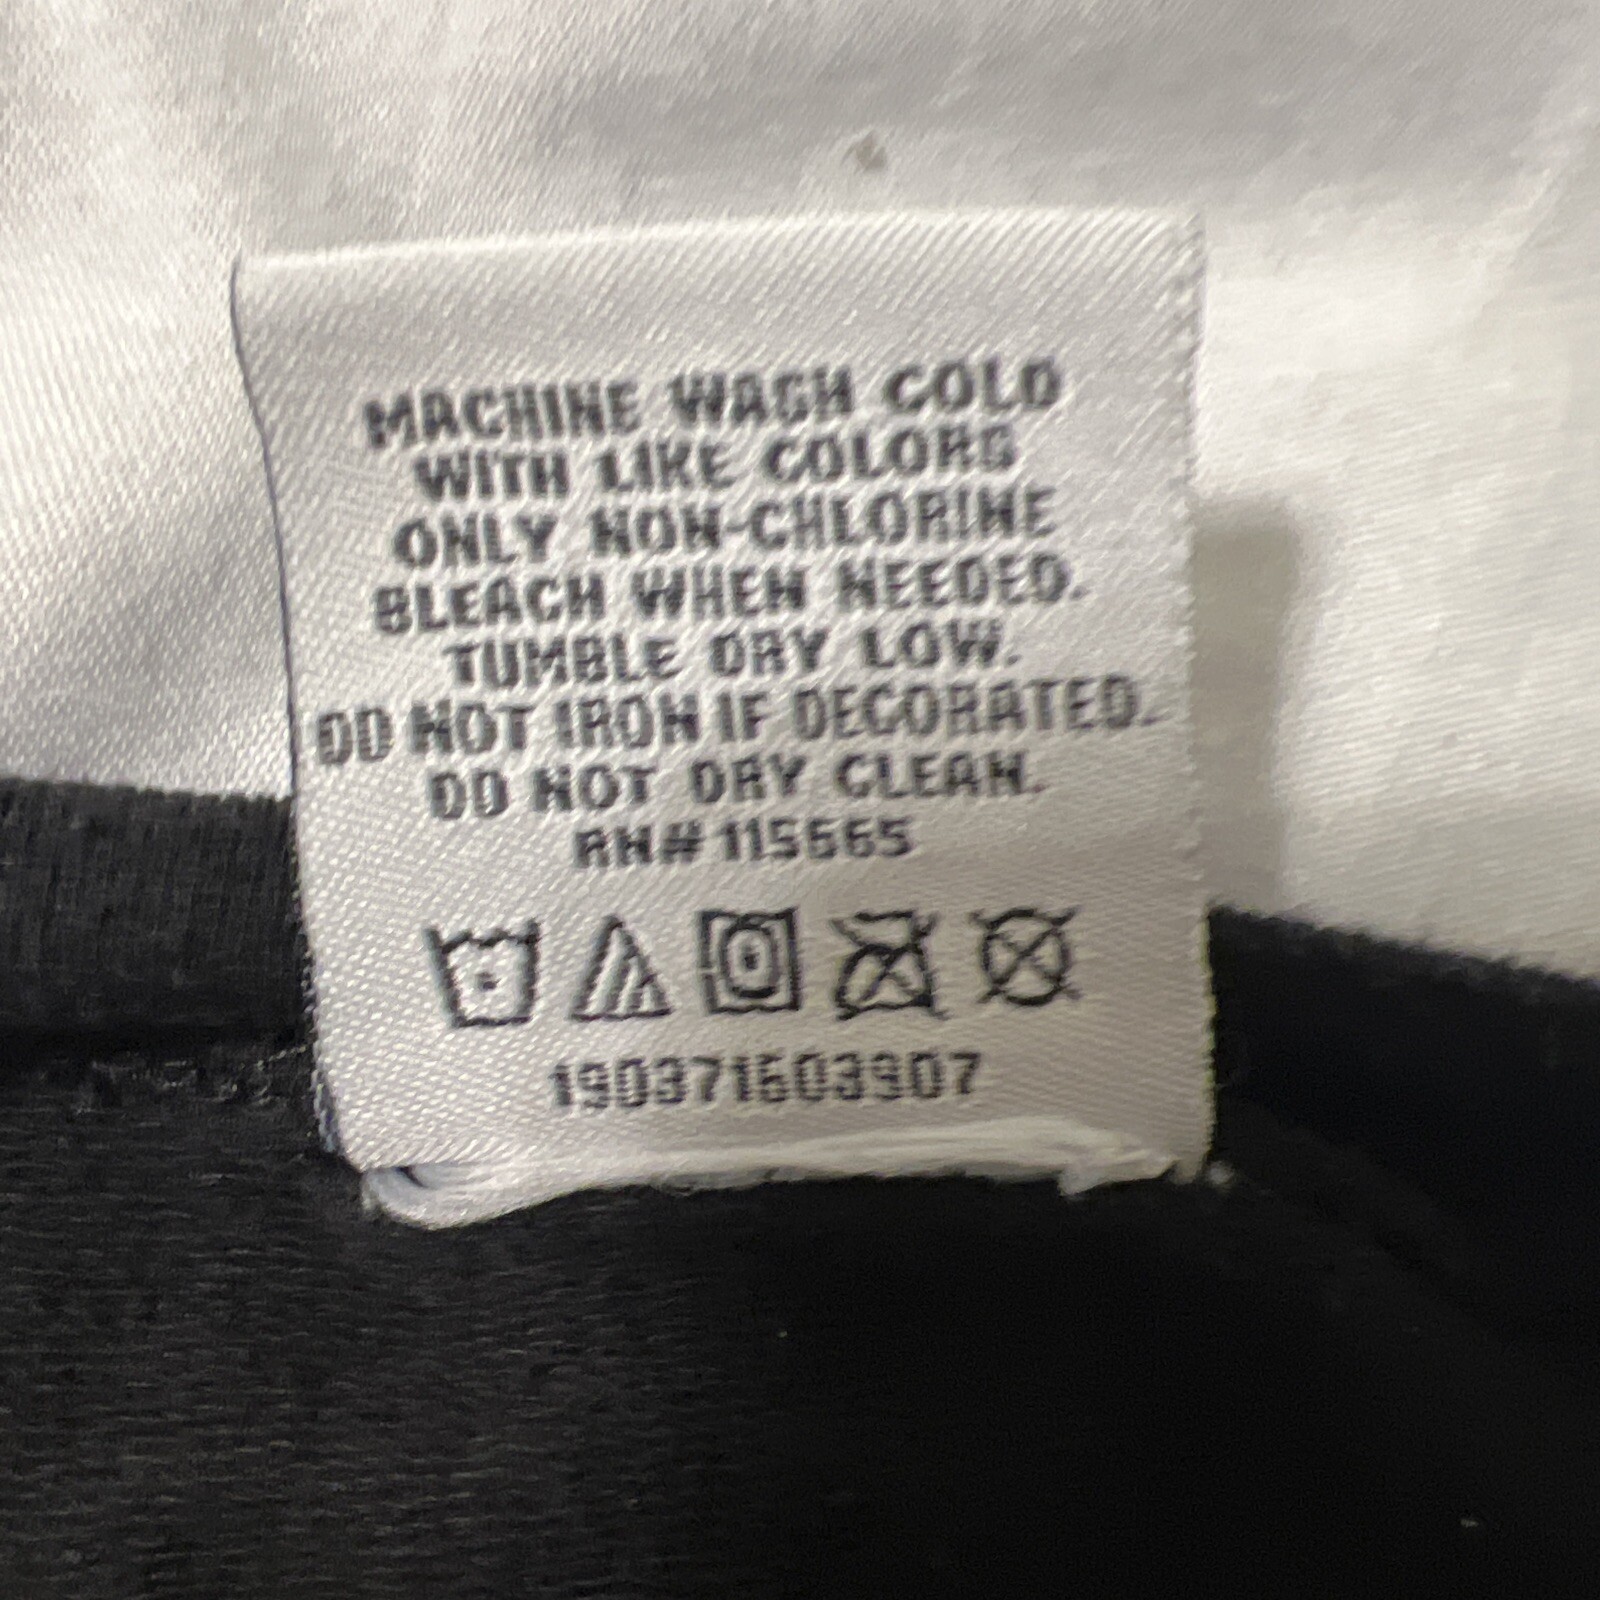 MACHINE WASH COLD
WITH LIKE COLORS
ONLY NON-CHLORINE
BLEACH WHEN NEEDED.
TUMBLE DRY LOW.
DO NOT IRON IF DECORATED.
DO NOT DRY CLEAN.
RN# 115665
190371603907